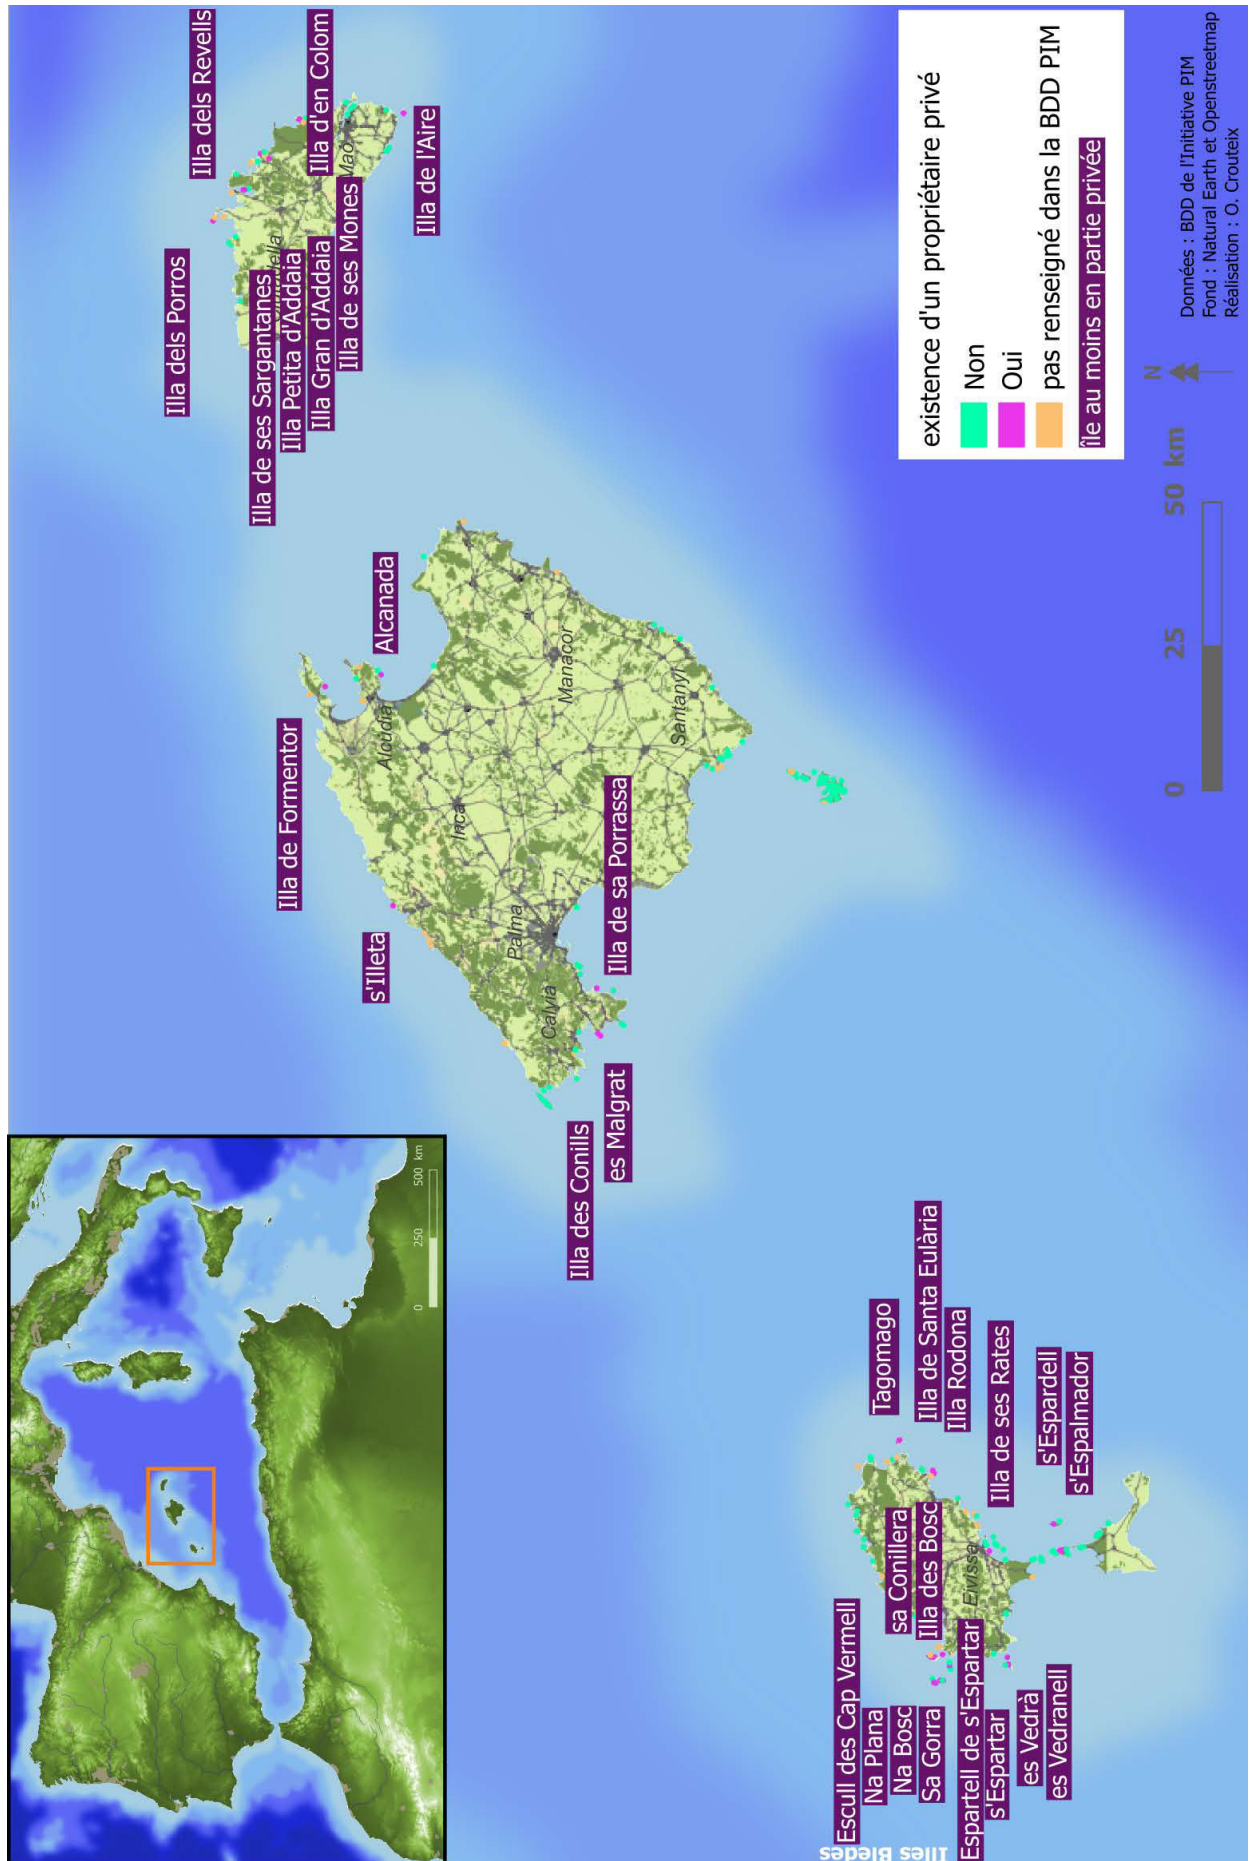 0 250 500 km
Illa dels Revells
Illa dels Porros
Illa d'en Colom
Illa de ses Sargantanes
Illa Petita d'Addaia
Illa Gran d'Addaia
Illa de ses Mones
Illa de l'Aire
Ciutadella
Maó
Illa de Formentor
Alcanada
s'Illeta
Alcúdia
Inca
Palma
Calvià
Manacor
Santanyí
Illa de sa Porrassa
Illa des Conills
es Malgrat
Tagomago
Illa de Santa Eulària
Illa Rodona
Illa de ses Rates
s'Espardell
s'Espalmador
Escull des Cap Vermell
Na Plana
Na Bosc
Sa Gorra
sa Conillera
Illa des Bosc
Eivissa
Espartell de s'Espartar
s'Espartar
es Vedrà
es Vedranell
Illes Bledes
existence d'un propriétaire privé
Non
Oui
pas renseigné dans la BDD PIM
île au moins en partie privée
0 25 50 km
N
Données : BDD de l'Initiative PIM
Fond : Natural Earth et Openstreetmap
Réalisation : O. Crouteix